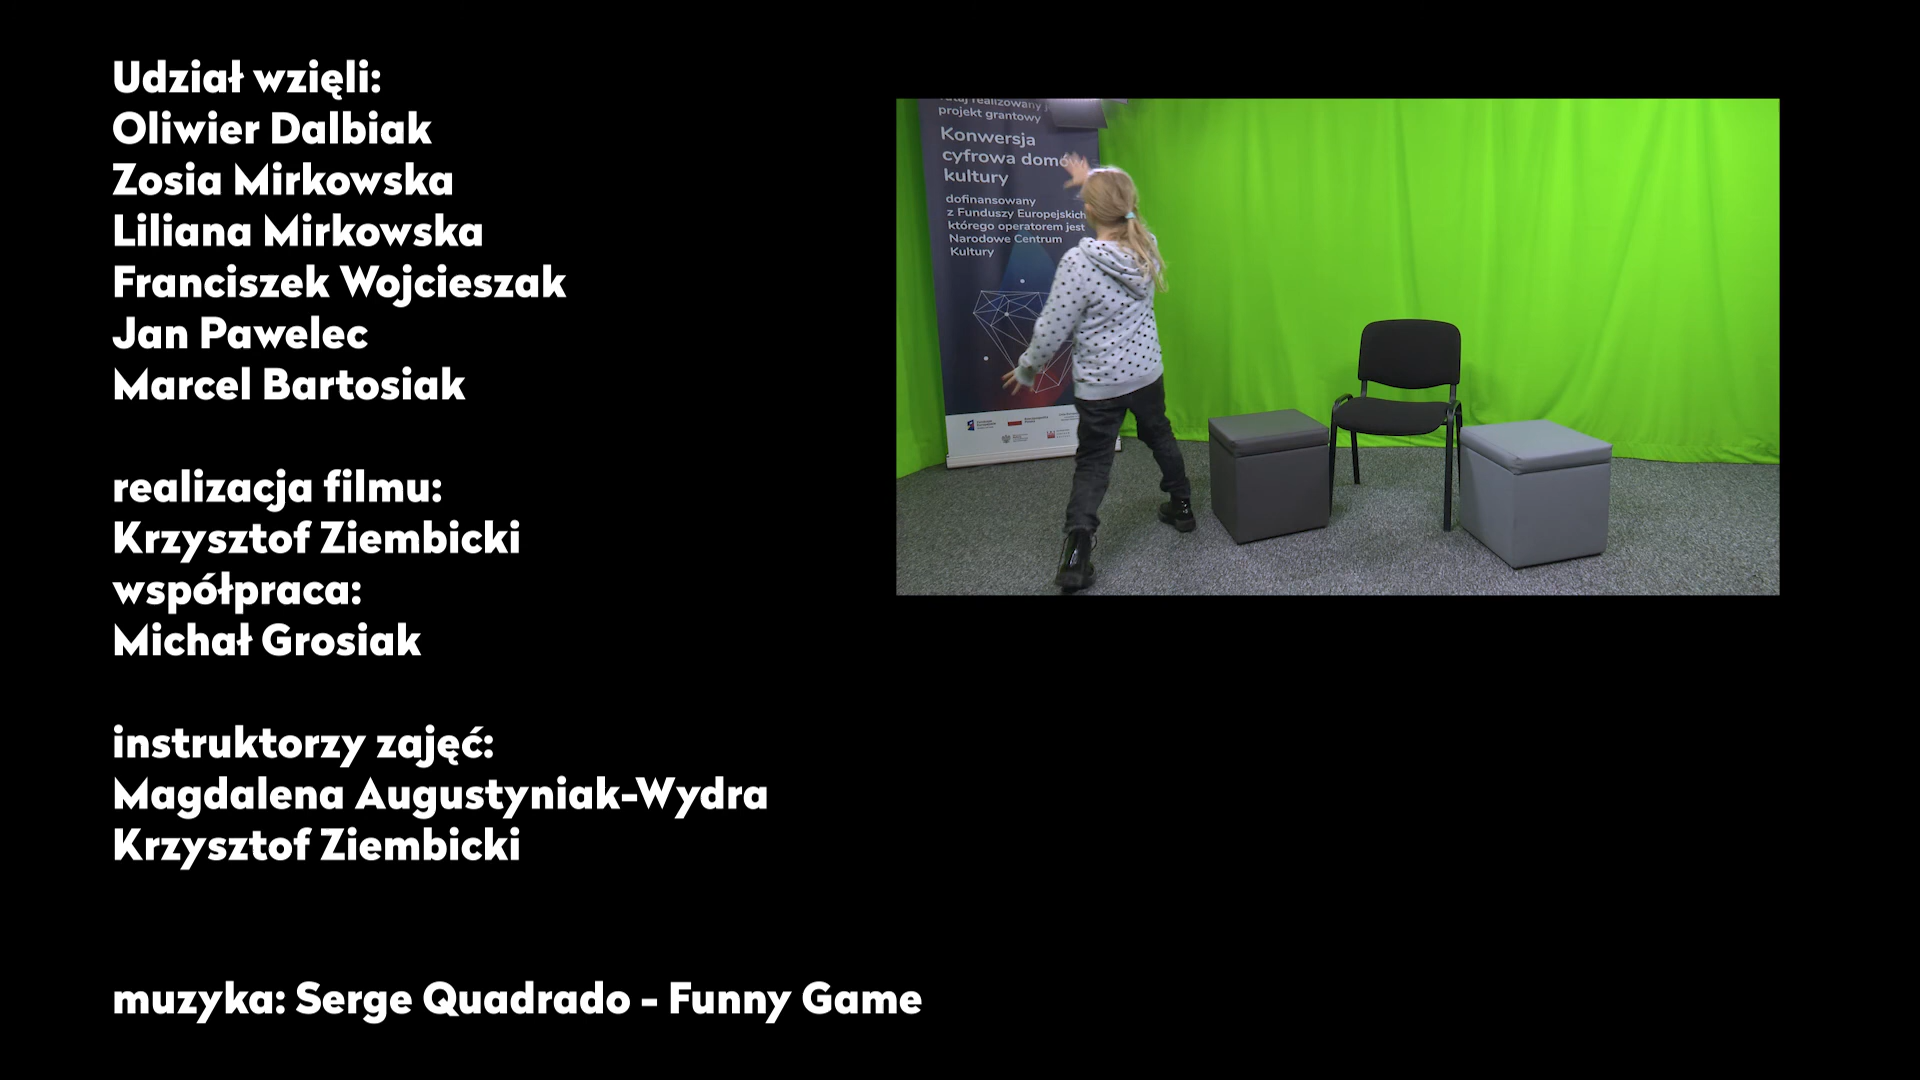 Udział wzięli:
Oliwier Dalbiak
Zosia Mirkowska
Liliana Mirkowska
Franciszek Wojcieszak
Jan Pawelec
Marcel Bartosiak
realizacja filmu:
Krzysztof Ziembicki
współpraca:
Michał Grosiak
instruktorzy zajęć:
Magdalena Augustyniak-Wydra
Krzysztof Ziembicki
muzyka: Serge Quadrado - Funny Game
realizowany
projekt grantowy
Konwersja
cyfrowa domów
kultury
dofinansowany
z Funduszy Europejskich
którego operatorem jest
Narodowe Centrum
Kultury